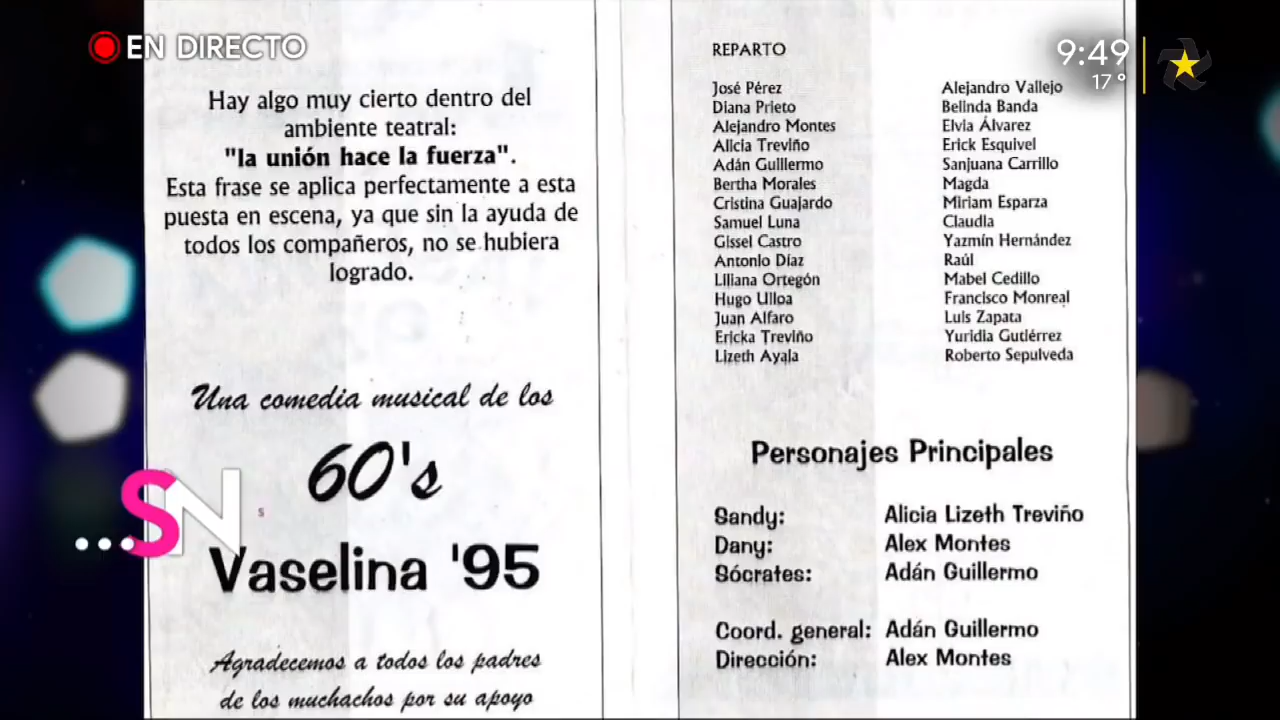 EN DIRECTO
9:49
17 °
Hay algo muy cierto dentro del
ambiente teatral:
"la unión hace la fuerza".
Esta frase se aplica perfectamente a esta
puesta en escena, ya que sin la ayuda de
todos los compañeros, no se hubiera
logrado.
Una comedia musical de los
60's
Vaselina '95
Agradecemos a todos los padres
de los muchachos por su apoyo
...SN
s
REPARTO
José Pérez
Diana Prieto
Alejandro Montes
Alicia Treviño
Adán Guillermo
Bertha Morales
Cristina Guajardo
Samuel Luna
Gissel Castro
Antonio Díaz
Liliana Ortegón
Hugo Ulloa
Juan Alfaro
Ericka Treviño
Lizeth Ayala
Alejandro Vallejo
Belinda Banda
Elvia Álvarez
Erick Esquivel
Sanjuana Carrillo
Magda
Miriam Esparza
Claudia
Yazmín Hernández
Raúl
Mabel Cedillo
Francisco Monreal
Luis Zapata
Yuridia Gutiérrez
Roberto Sepulveda
Personajes Principales
Sandy: Alicia Lizeth Treviño
Dany: Alex Montes
Sócrates: Adán Guillermo
Coord. general: Adán Guillermo
Dirección: Alex Montes